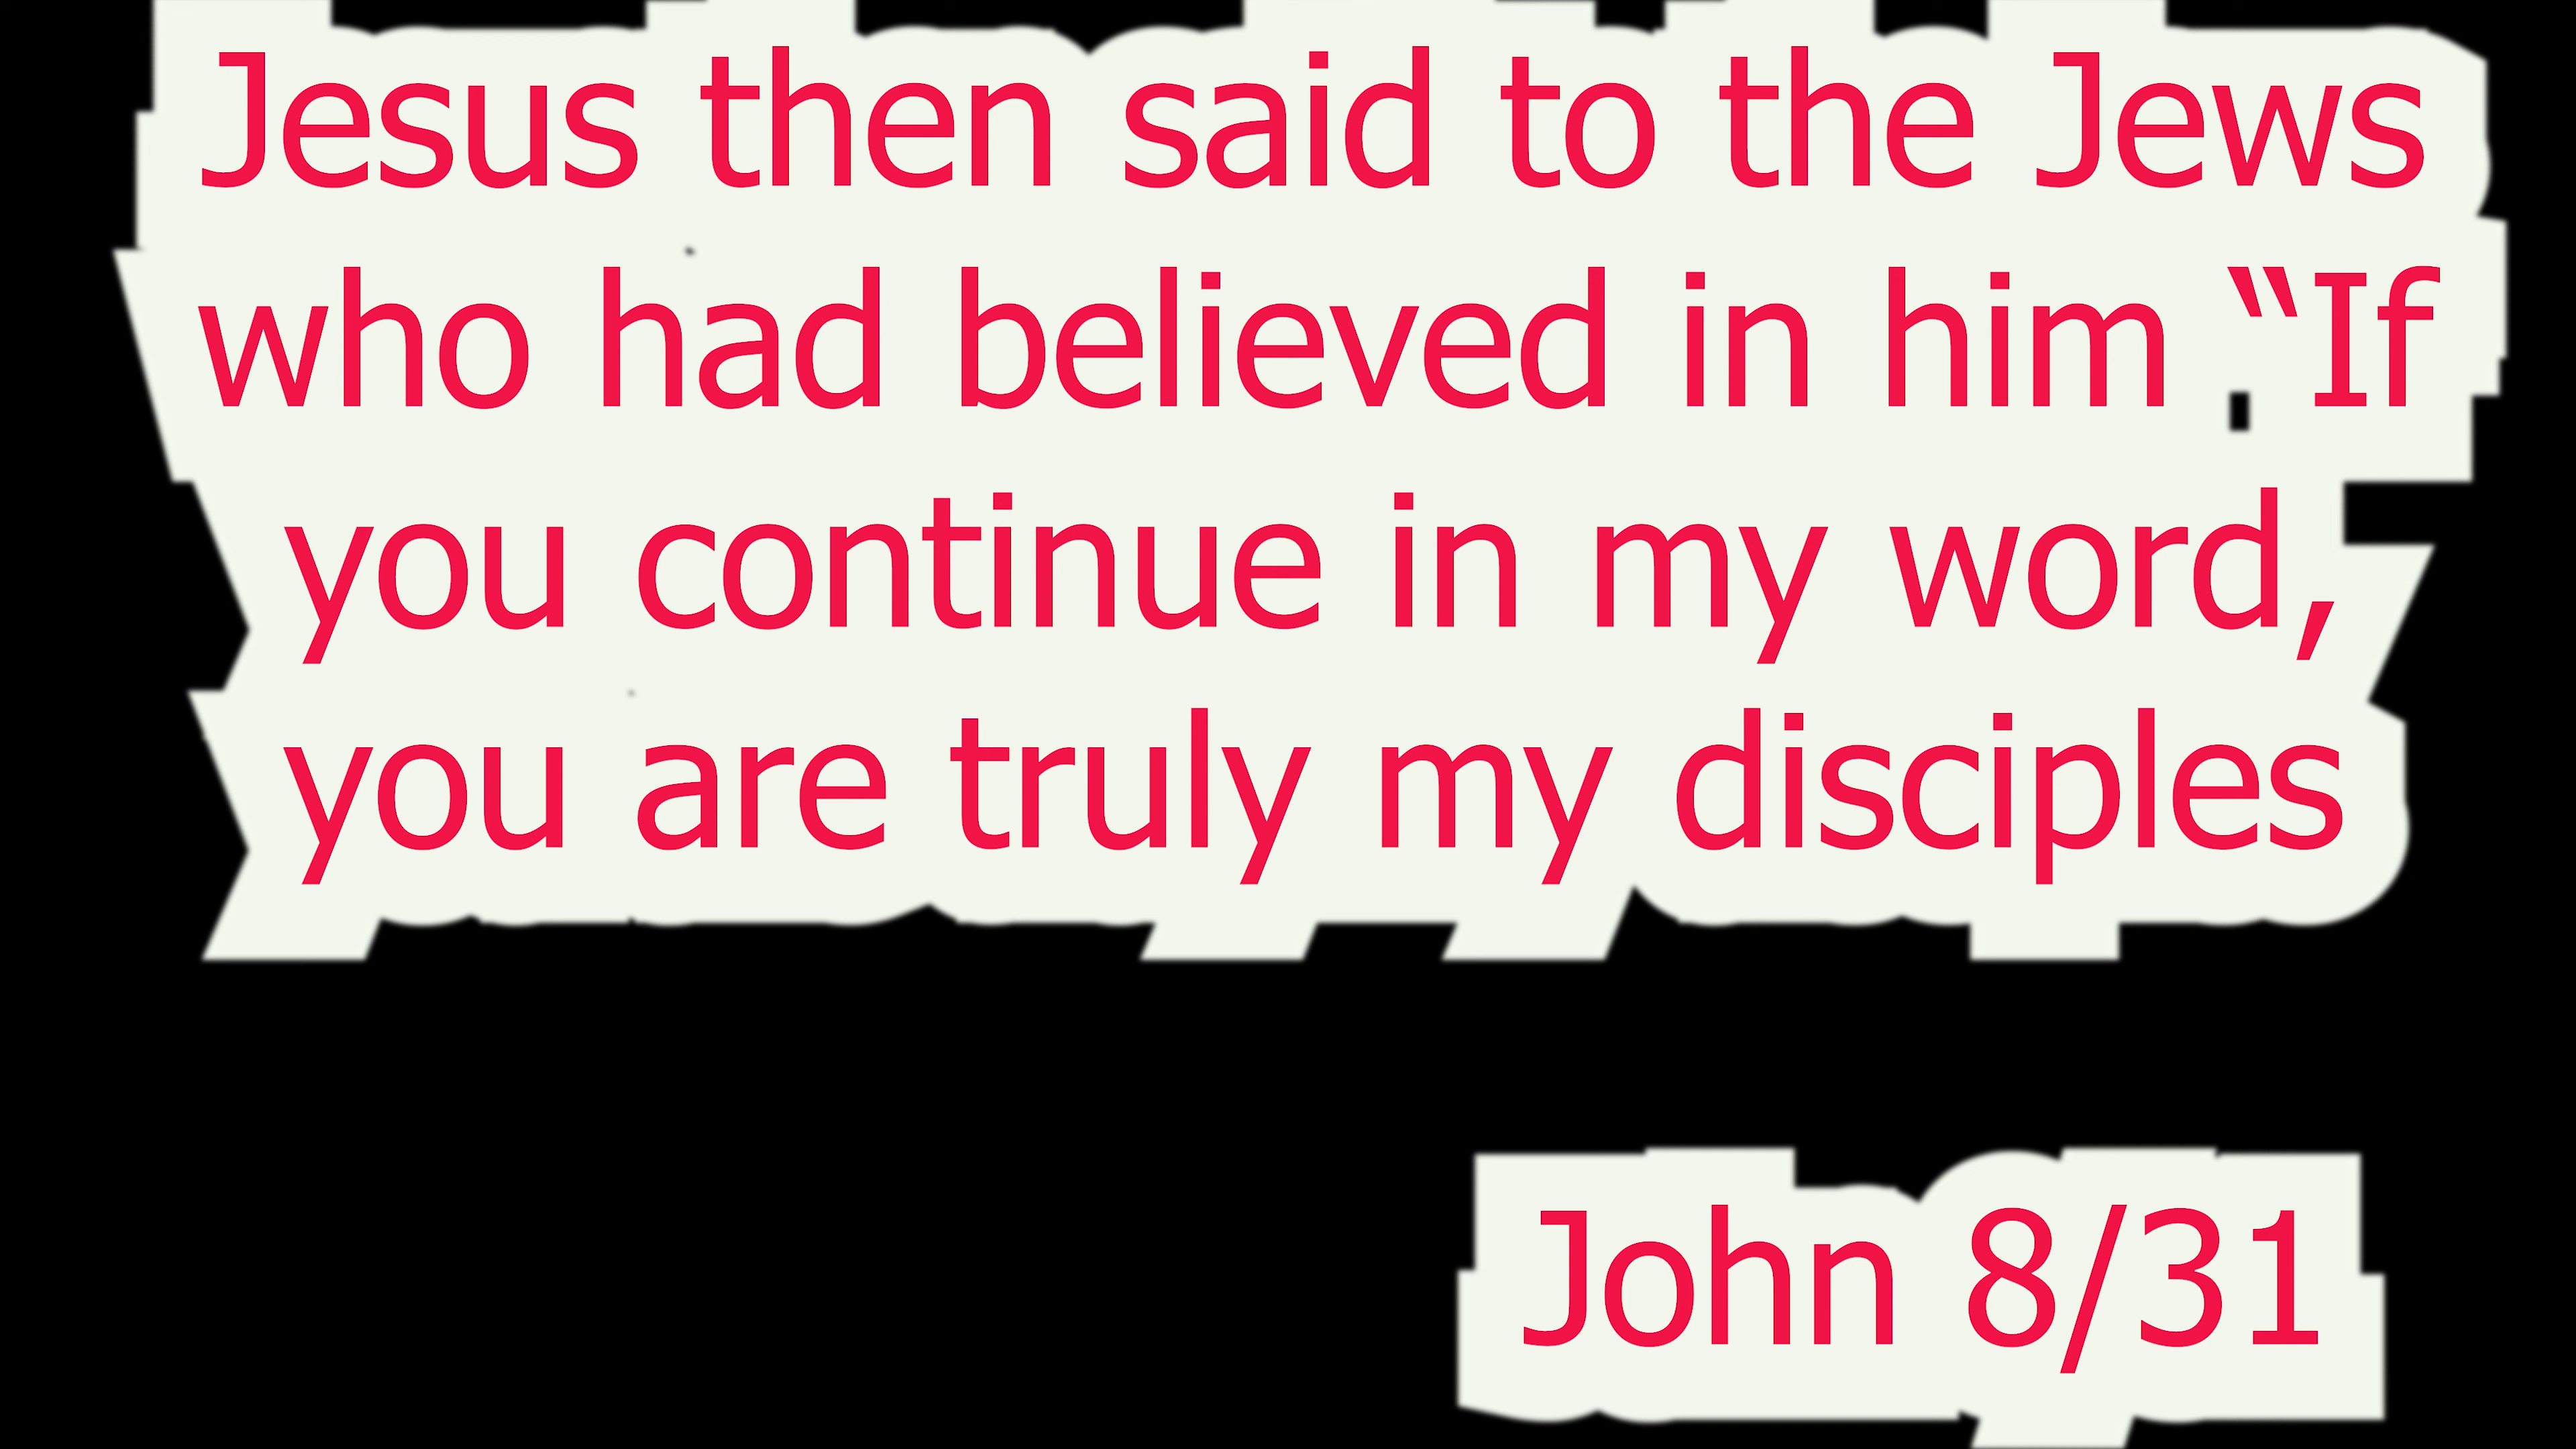 Jesus then said to the Jews
who had believed in him “If
you continue in my word,
you are truly my disciples
John 8/31